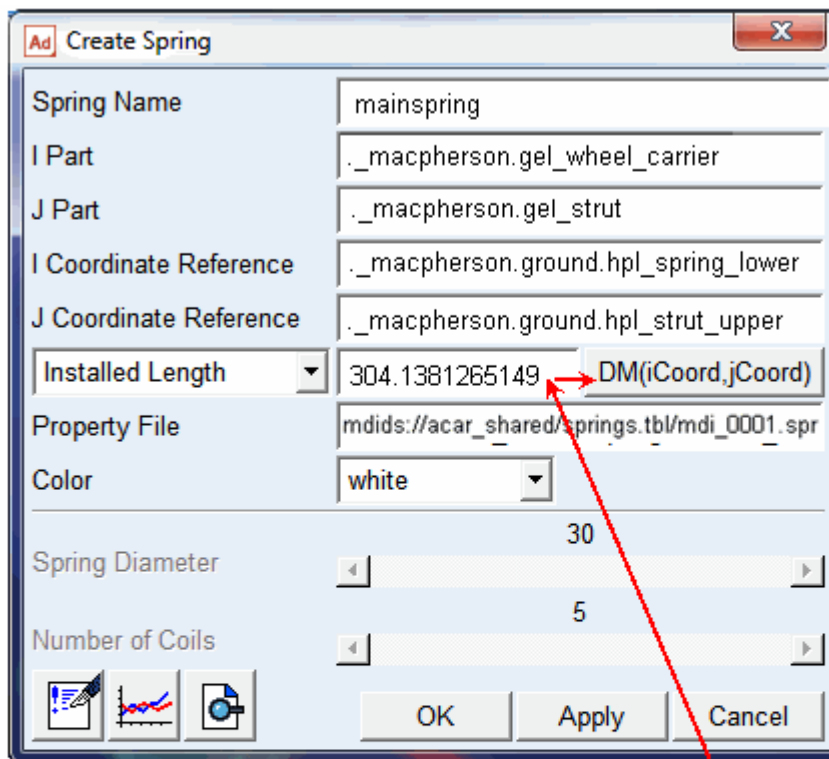 Ad Create Spring X
Spring Name mainspring
I Part ._macpherson.gel_wheel_carrier
J Part ._macpherson.gel_strut
I Coordinate Reference ._macpherson.ground.hpl_spring_lower
J Coordinate Reference ._macpherson.ground.hpl_strut_upper
Installed Length 304.1381265149 DM(iCoord,jCoord)
Property File mdids://acar_shared/springs.tbl/mdi_0001.spr
Color white
30
Spring Diameter
5
Number of Coils
OK Apply Cancel